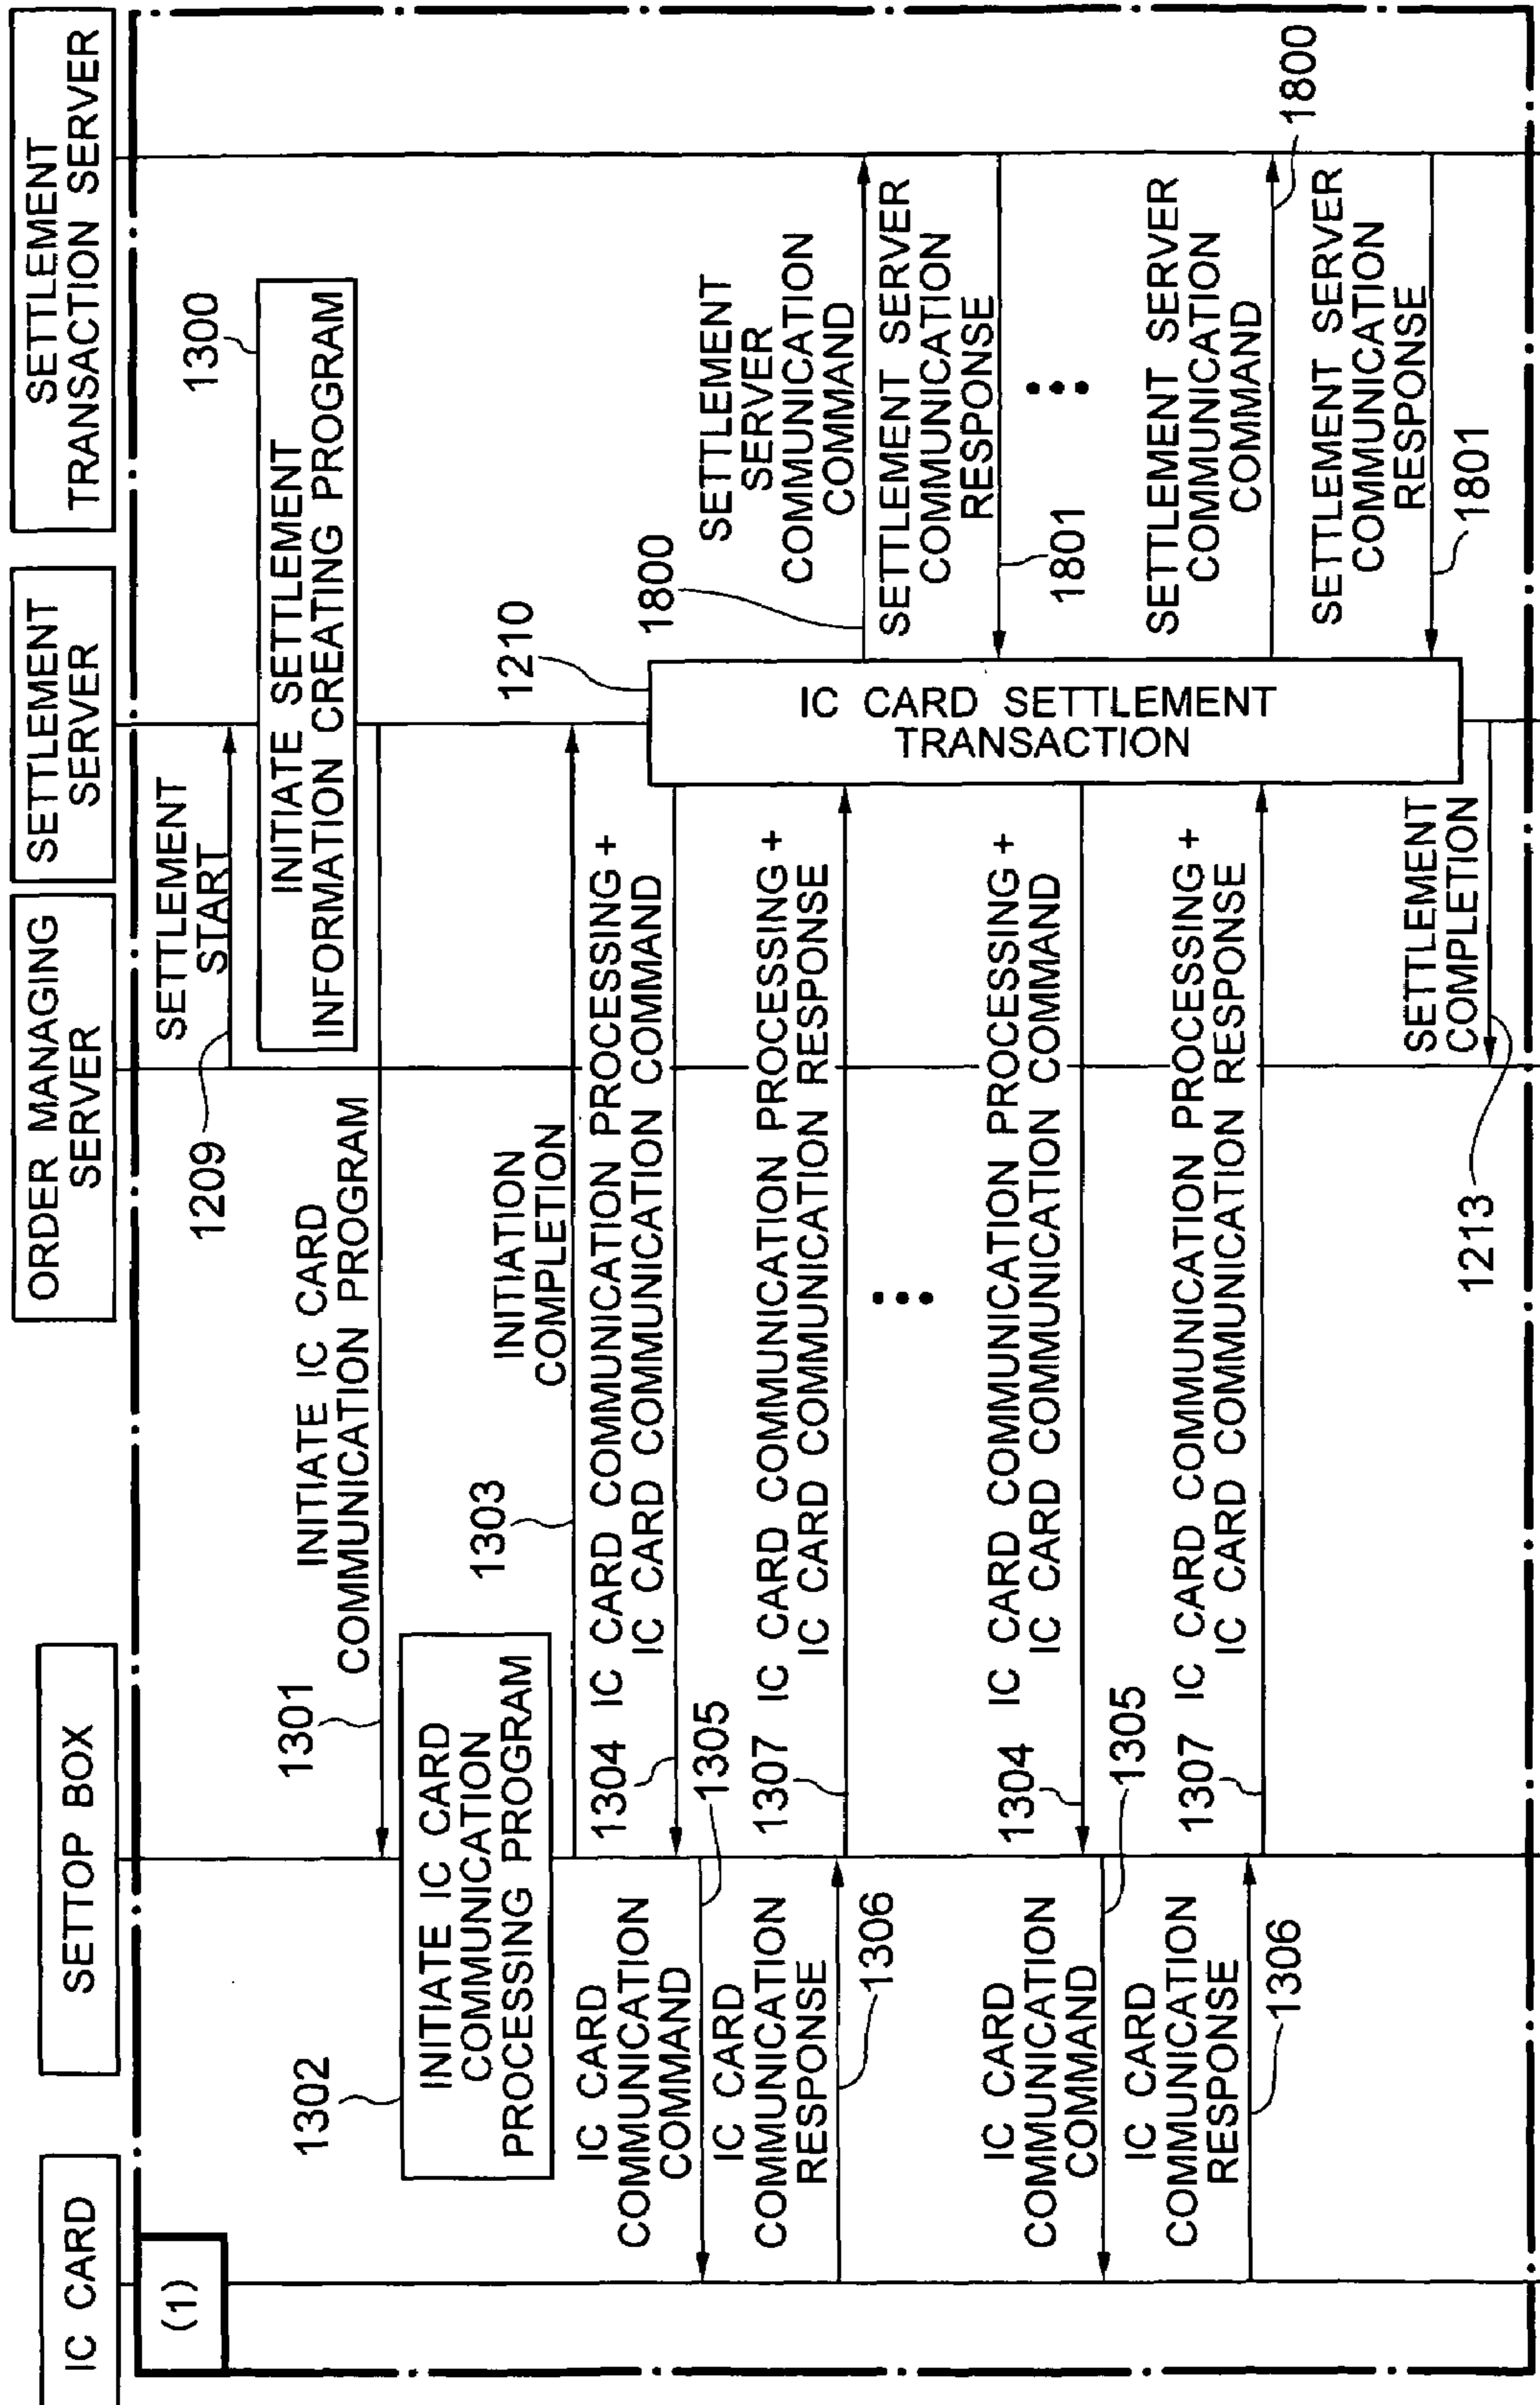 IC CARD
SETTOP BOX
ORDER MANAGING
SERVER
SETTLEMENT
SERVER
SETTLEMENT
TRANSACTION SERVER
(1)
SETTLEMENT
START
1209
1300
INITIATE SETTLEMENT
INFORMATION CREATING PROGRAM
INITIATE IC CARD
COMMUNICATION PROGRAM
1301
1302
INITIATE IC CARD
COMMUNICATION
PROCESSING PROGRAM
INITIATION
COMPLETION
1303
1210
IC CARD SETTLEMENT
TRANSACTION
1304 IC CARD COMMUNICATION PROCESSING +
IC CARD COMMUNICATION COMMAND
IC CARD
COMMUNICATION
COMMAND
1305
1800
SETTLEMENT
SERVER
COMMUNICATION
COMMAND
IC CARD
COMMUNICATION
RESPONSE
1306
1307 IC CARD COMMUNICATION PROCESSING +
IC CARD COMMUNICATION RESPONSE
SETTLEMENT SERVER
COMMUNICATION
RESPONSE
1801
1304 IC CARD COMMUNICATION PROCESSING +
IC CARD COMMUNICATION COMMAND
IC CARD
COMMUNICATION
COMMAND
1305
SETTLEMENT SERVER
COMMUNICATION
COMMAND
1800
IC CARD
COMMUNICATION
RESPONSE
1306
1307 IC CARD COMMUNICATION PROCESSING +
IC CARD COMMUNICATION RESPONSE
SETTLEMENT SERVER
COMMUNICATION
RESPONSE
1801
SETTLEMENT
COMPLETION
1213